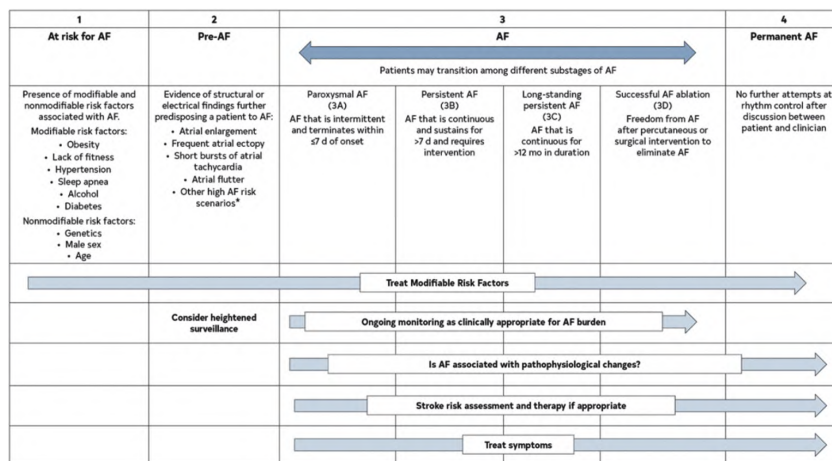 1
2
3
4
At risk for AF
Pre-AF
AF
Permanent AF
Patients may transition among different substages of AF
Presence of modifiable and
nonmodifiable risk factors
associated with AF.
Modifiable risk factors:
• Obesity
• Lack of fitness
• Hypertension
• Sleep apnea
• Alcohol
• Diabetes
Nonmodifiable risk factors:
• Genetics
• Male sex
• Age
Evidence of structural or
electrical findings further
predisposing a patient to AF:
• Atrial enlargement
• Frequent atrial ectopy
• Short bursts of atrial
tachycardia
• Atrial flutter
• Other high AF risk
scenarios*
Paroxysmal AF
(3A)
AF that is intermittent
and terminates within
≤7 d of onset
Persistent AF
(3B)
AF that is continuous
and sustains for
>7 d and requires
intervention
Long-standing
persistent AF
(3C)
AF that is
continuous for
>12 mo in duration
Successful AF ablation
(3D)
Freedom from AF
after percutaneous or
surgical intervention to
eliminate AF
No further attempts at
rhythm control after
discussion between
patient and clinician
Treat Modifiable Risk Factors
Consider heightened
surveillance
Ongoing monitoring as clinically appropriate for AF burden
Is AF associated with pathophysiological changes?
Stroke risk assessment and therapy if appropriate
Treat symptoms